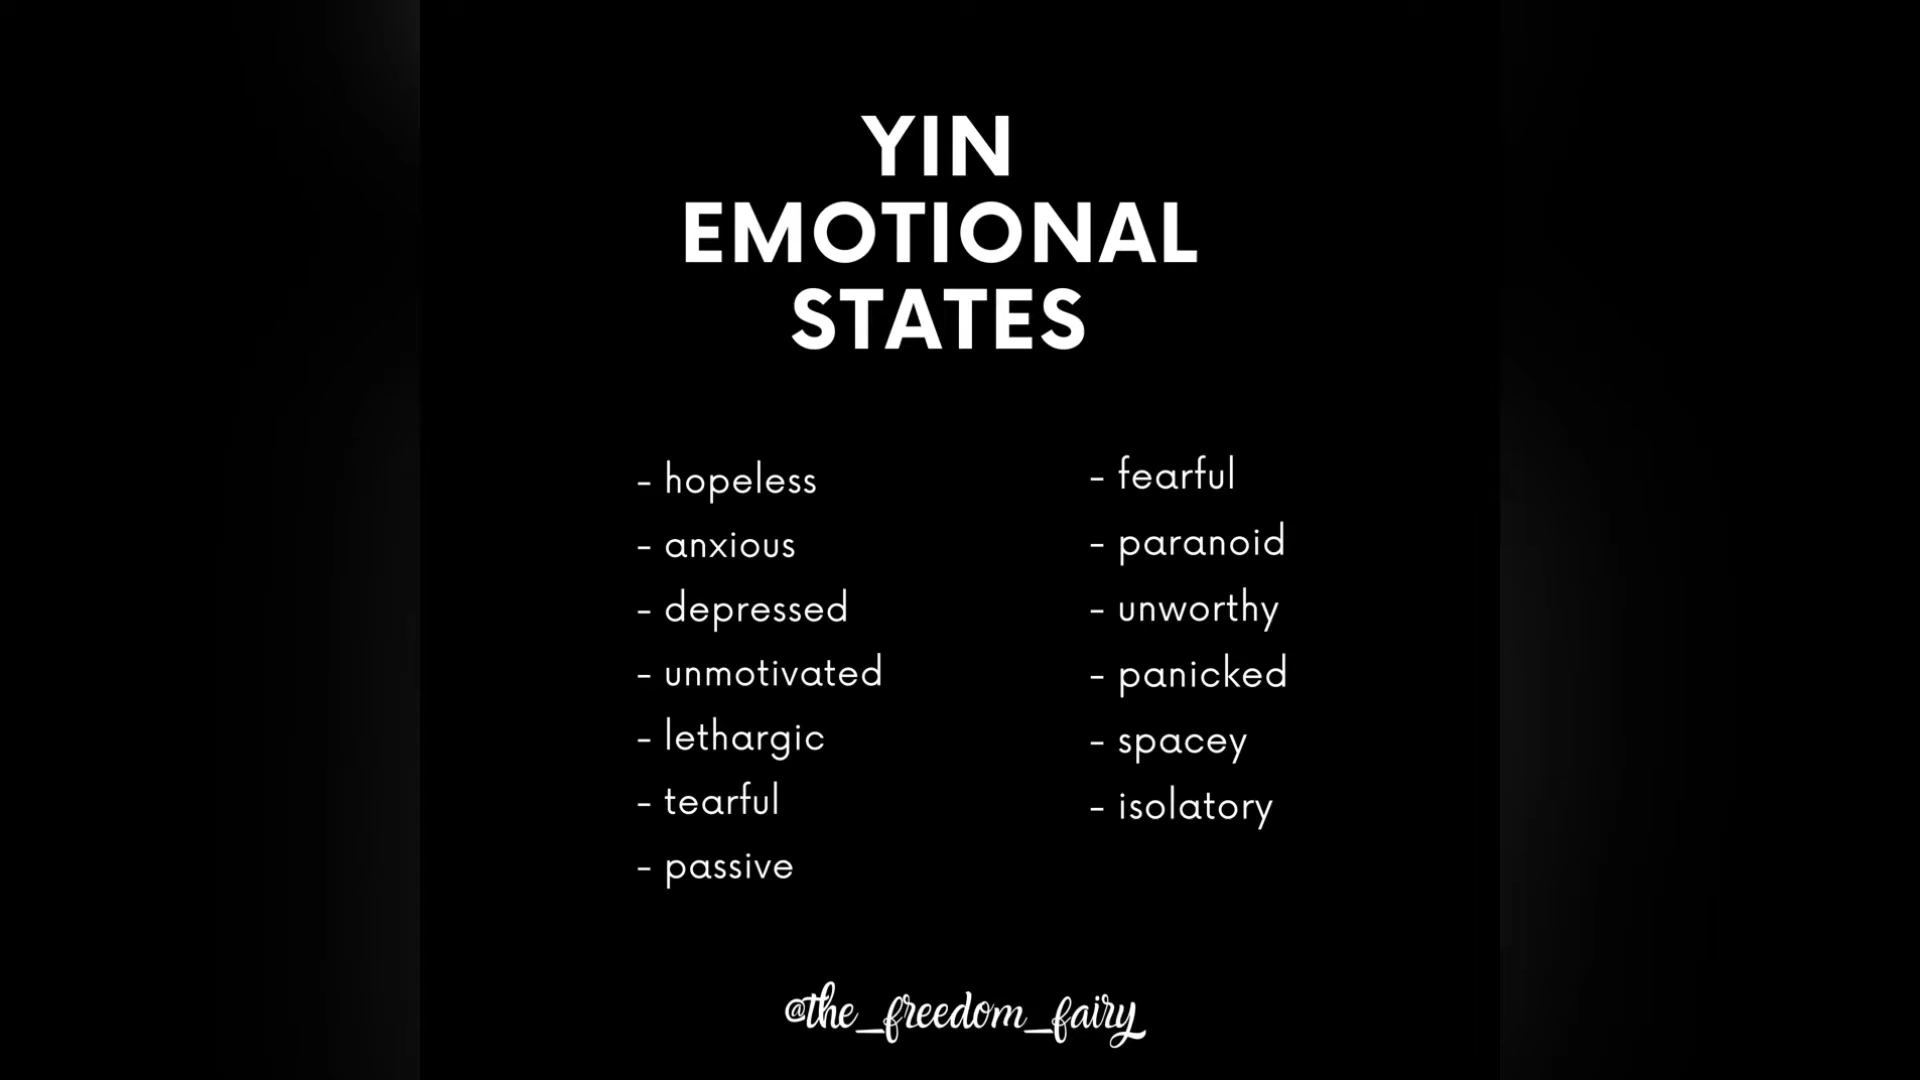 YIN
EMOTIONAL
STATES
- hopeless
- anxious
- depressed
- unmotivated
- lethargic
- tearful
- passive
- fearful
- paranoid
- unworthy
- panicked
- spacey
- isolatory
@the_freedom_fairy